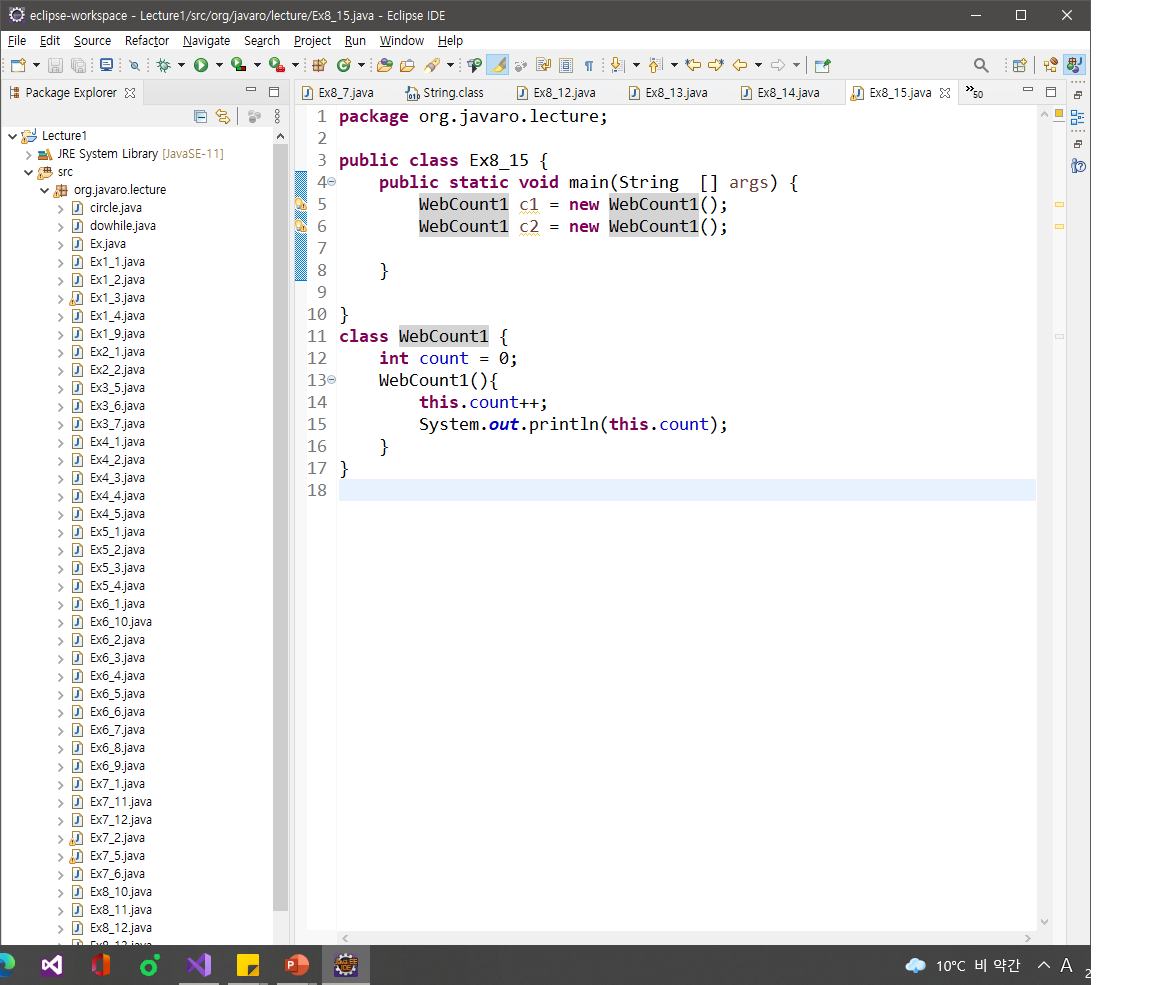 eclipse-workspace - Lecture1/src/org/javaro/lecture/Ex8_15.java - Eclipse IDE
File Edit Source Refactor Navigate Search Project Run Window Help
Package Explorer
Ex8_7.java String.class Ex8_12.java Ex8_13.java Ex8_14.java Ex8_15.java »50
Lecture1
JRE System Library [JavaSE-11]
src
org.javaro.lecture
circle.java
dowhile.java
Ex.java
Ex1_1.java
Ex1_2.java
Ex1_3.java
Ex1_4.java
Ex1_9.java
Ex2_1.java
Ex2_2.java
Ex3_5.java
Ex3_6.java
Ex3_7.java
Ex4_1.java
Ex4_2.java
Ex4_3.java
Ex4_4.java
Ex4_5.java
Ex5_1.java
Ex5_2.java
Ex5_3.java
Ex5_4.java
Ex6_1.java
Ex6_10.java
Ex6_2.java
Ex6_3.java
Ex6_4.java
Ex6_5.java
Ex6_6.java
Ex6_7.java
Ex6_8.java
Ex6_9.java
Ex7_1.java
Ex7_11.java
Ex7_12.java
Ex7_2.java
Ex7_5.java
Ex7_6.java
Ex8_10.java
Ex8_11.java
Ex8_12.java
1 package org.javaro.lecture;
2
3 public class Ex8_15 {
4 public static void main(String [] args) {
5 WebCount1 c1 = new WebCount1();
6 WebCount1 c2 = new WebCount1();
7
8 }
9
10 }
11 class WebCount1 {
12 int count = 0;
13 WebCount1(){
14 this.count++;
15 System.out.println(this.count);
16 }
17 }
18
10°C 비 약간 A